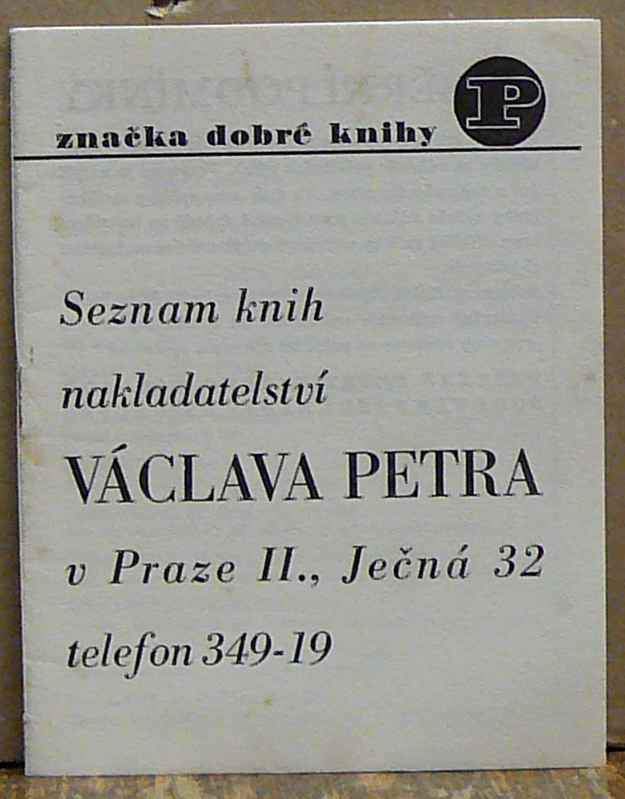 P
značka dobré knihy
Seznam knih
nakladatelství
VÁCLAVA PETRA
v Praze II., Ječná 32
telefon 349-19